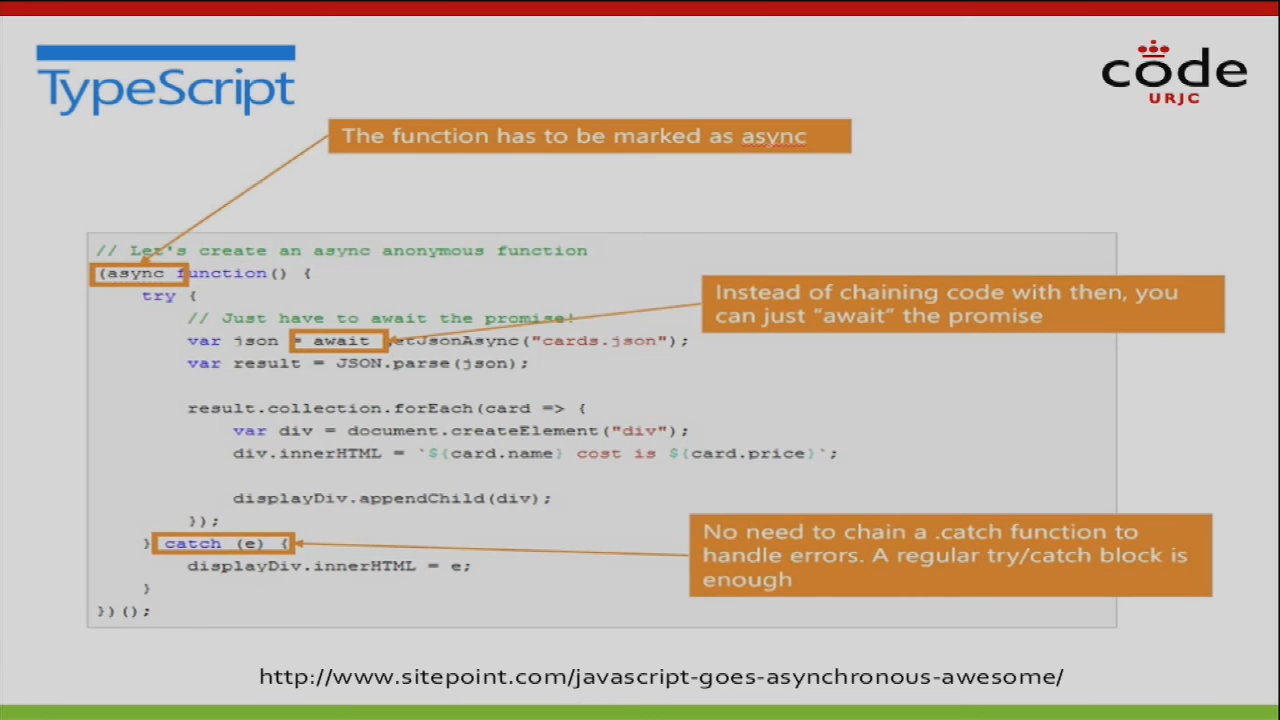 TypeScript
code
URJC
The function has to be marked as async
// Let's create an async anonymous function
(async function() {
try {
// Just have to await the promise!
Instead of chaining code with then, you
can just “await” the promise
var json = await getJsonAsync("cards.json");
var result = JSON.parse(json);
result.collection.forEach(card => {
var div = document.createElement("div");
div.innerHTML = `${card.name} cost is ${card.price}`;
displayDiv.appendChild(div);
});
} catch (e) {
No need to chain a .catch function to
handle errors. A regular try/catch block is
enough
displayDiv.innerHTML = e;
}
})();
http://www.sitepoint.com/javascript-goes-asynchronous-awesome/